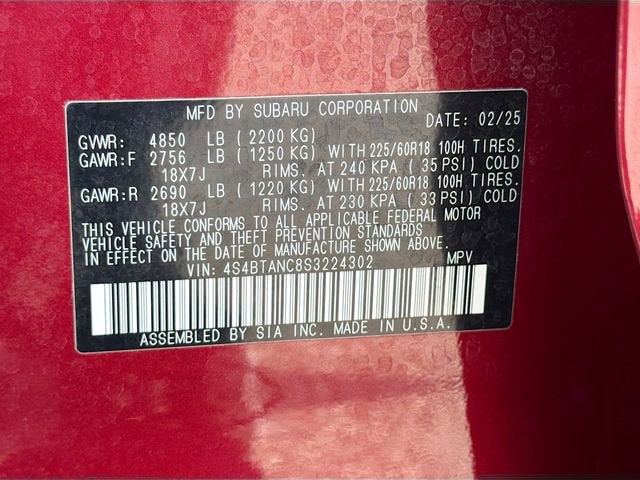 MFD BY SUBARU CORPORATION
DATE: 02/25
GVWR: 4850 LB (2200 KG)
GAWR:F 2756 LB (1250 KG) WITH 225/60R18 100H TIRES.
18X7J RIMS. AT 240 KPA (35 PSI) COLD
GAWR:R 2690 LB (1220 KG) WITH 225/60R18 100H TIRES.
18X7J RIMS. AT 230 KPA (33 PSI) COLD
THIS VEHICLE CONFORMS TO ALL APPLICABLE FEDERAL MOTOR
VEHICLE SAFETY AND THEFT PREVENTION STANDARDS
IN EFFECT ON THE DATE OF MANUFACTURE SHOWN ABOVE.
VIN: 4S4BTANC8S3224302 MPV
ASSEMBLED BY SIA INC. MADE IN U.S.A.